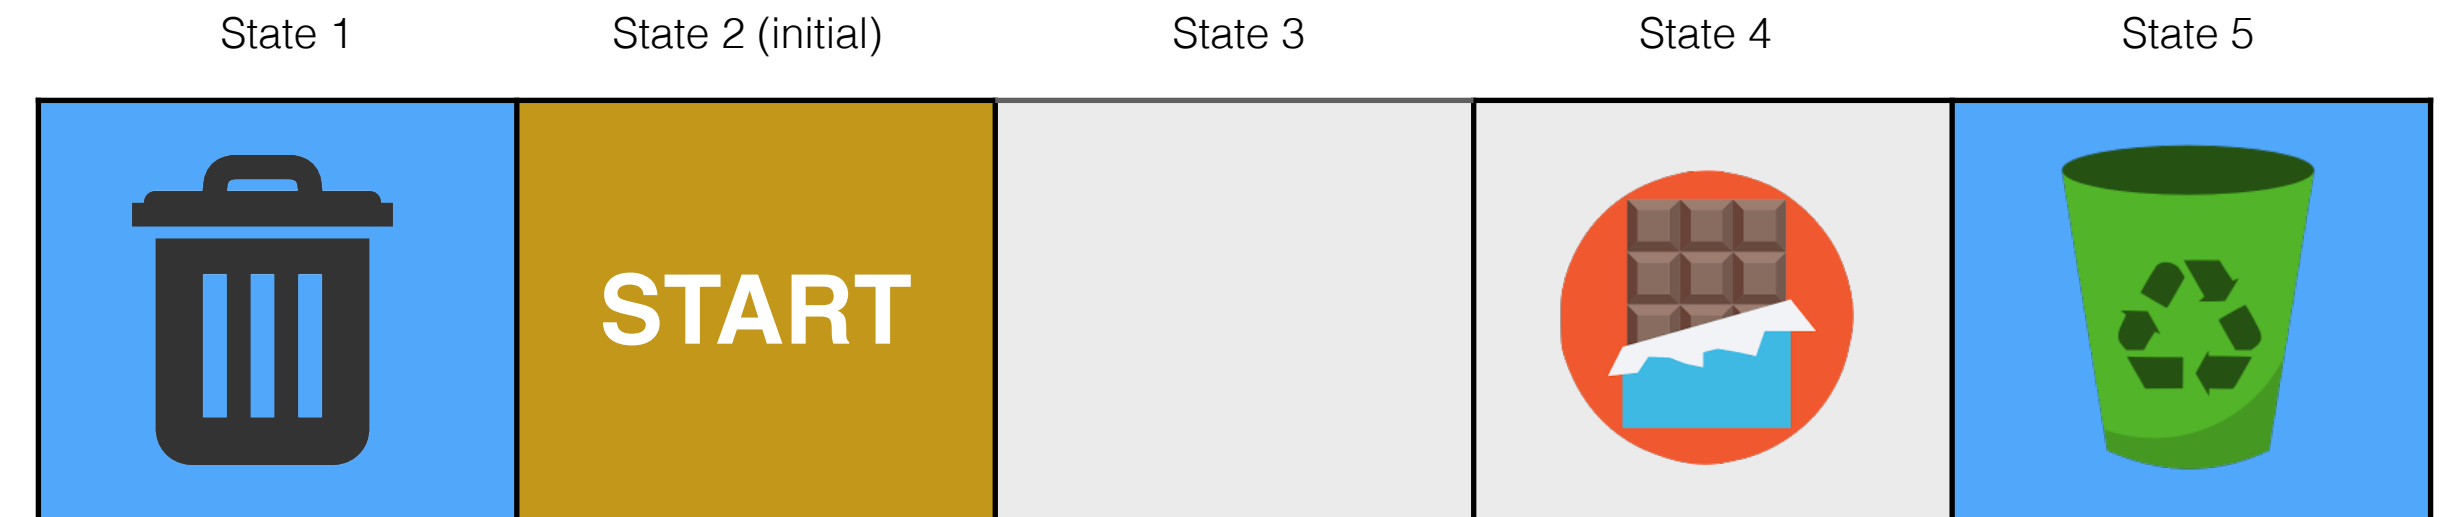 State 1 State 2 (initial) State 3 State 4 State 5
START